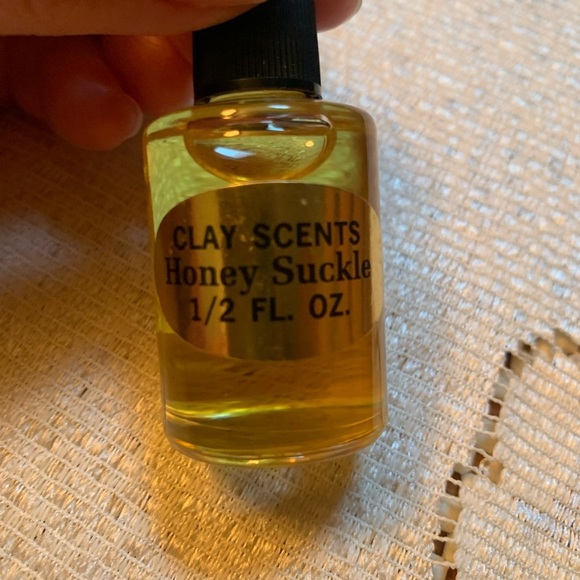 CLAY SCENTS
Honey Suckle
1/2 FL. OZ.